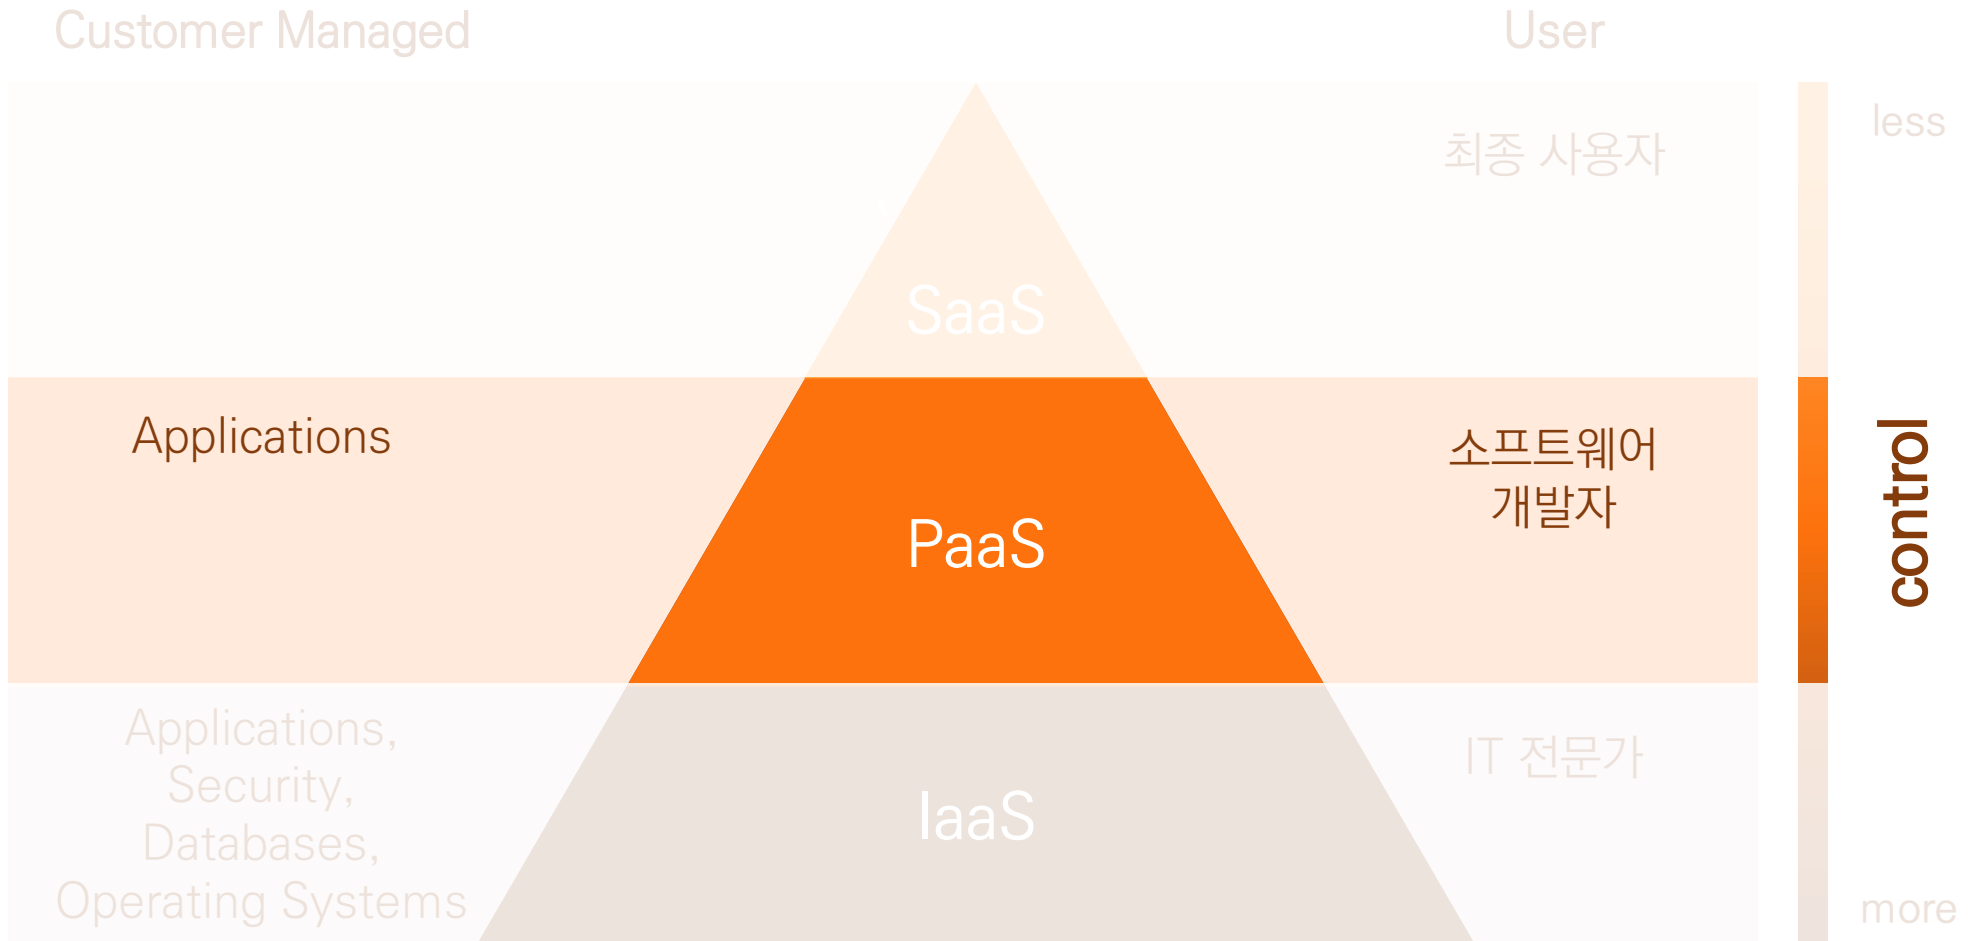 Customer Managed
User
less
최종 사용자
SaaS
Applications
소프트웨어
개발자
PaaS
control
Applications,
Security,
Databases,
Operating Systems
IT 전문가
IaaS
more